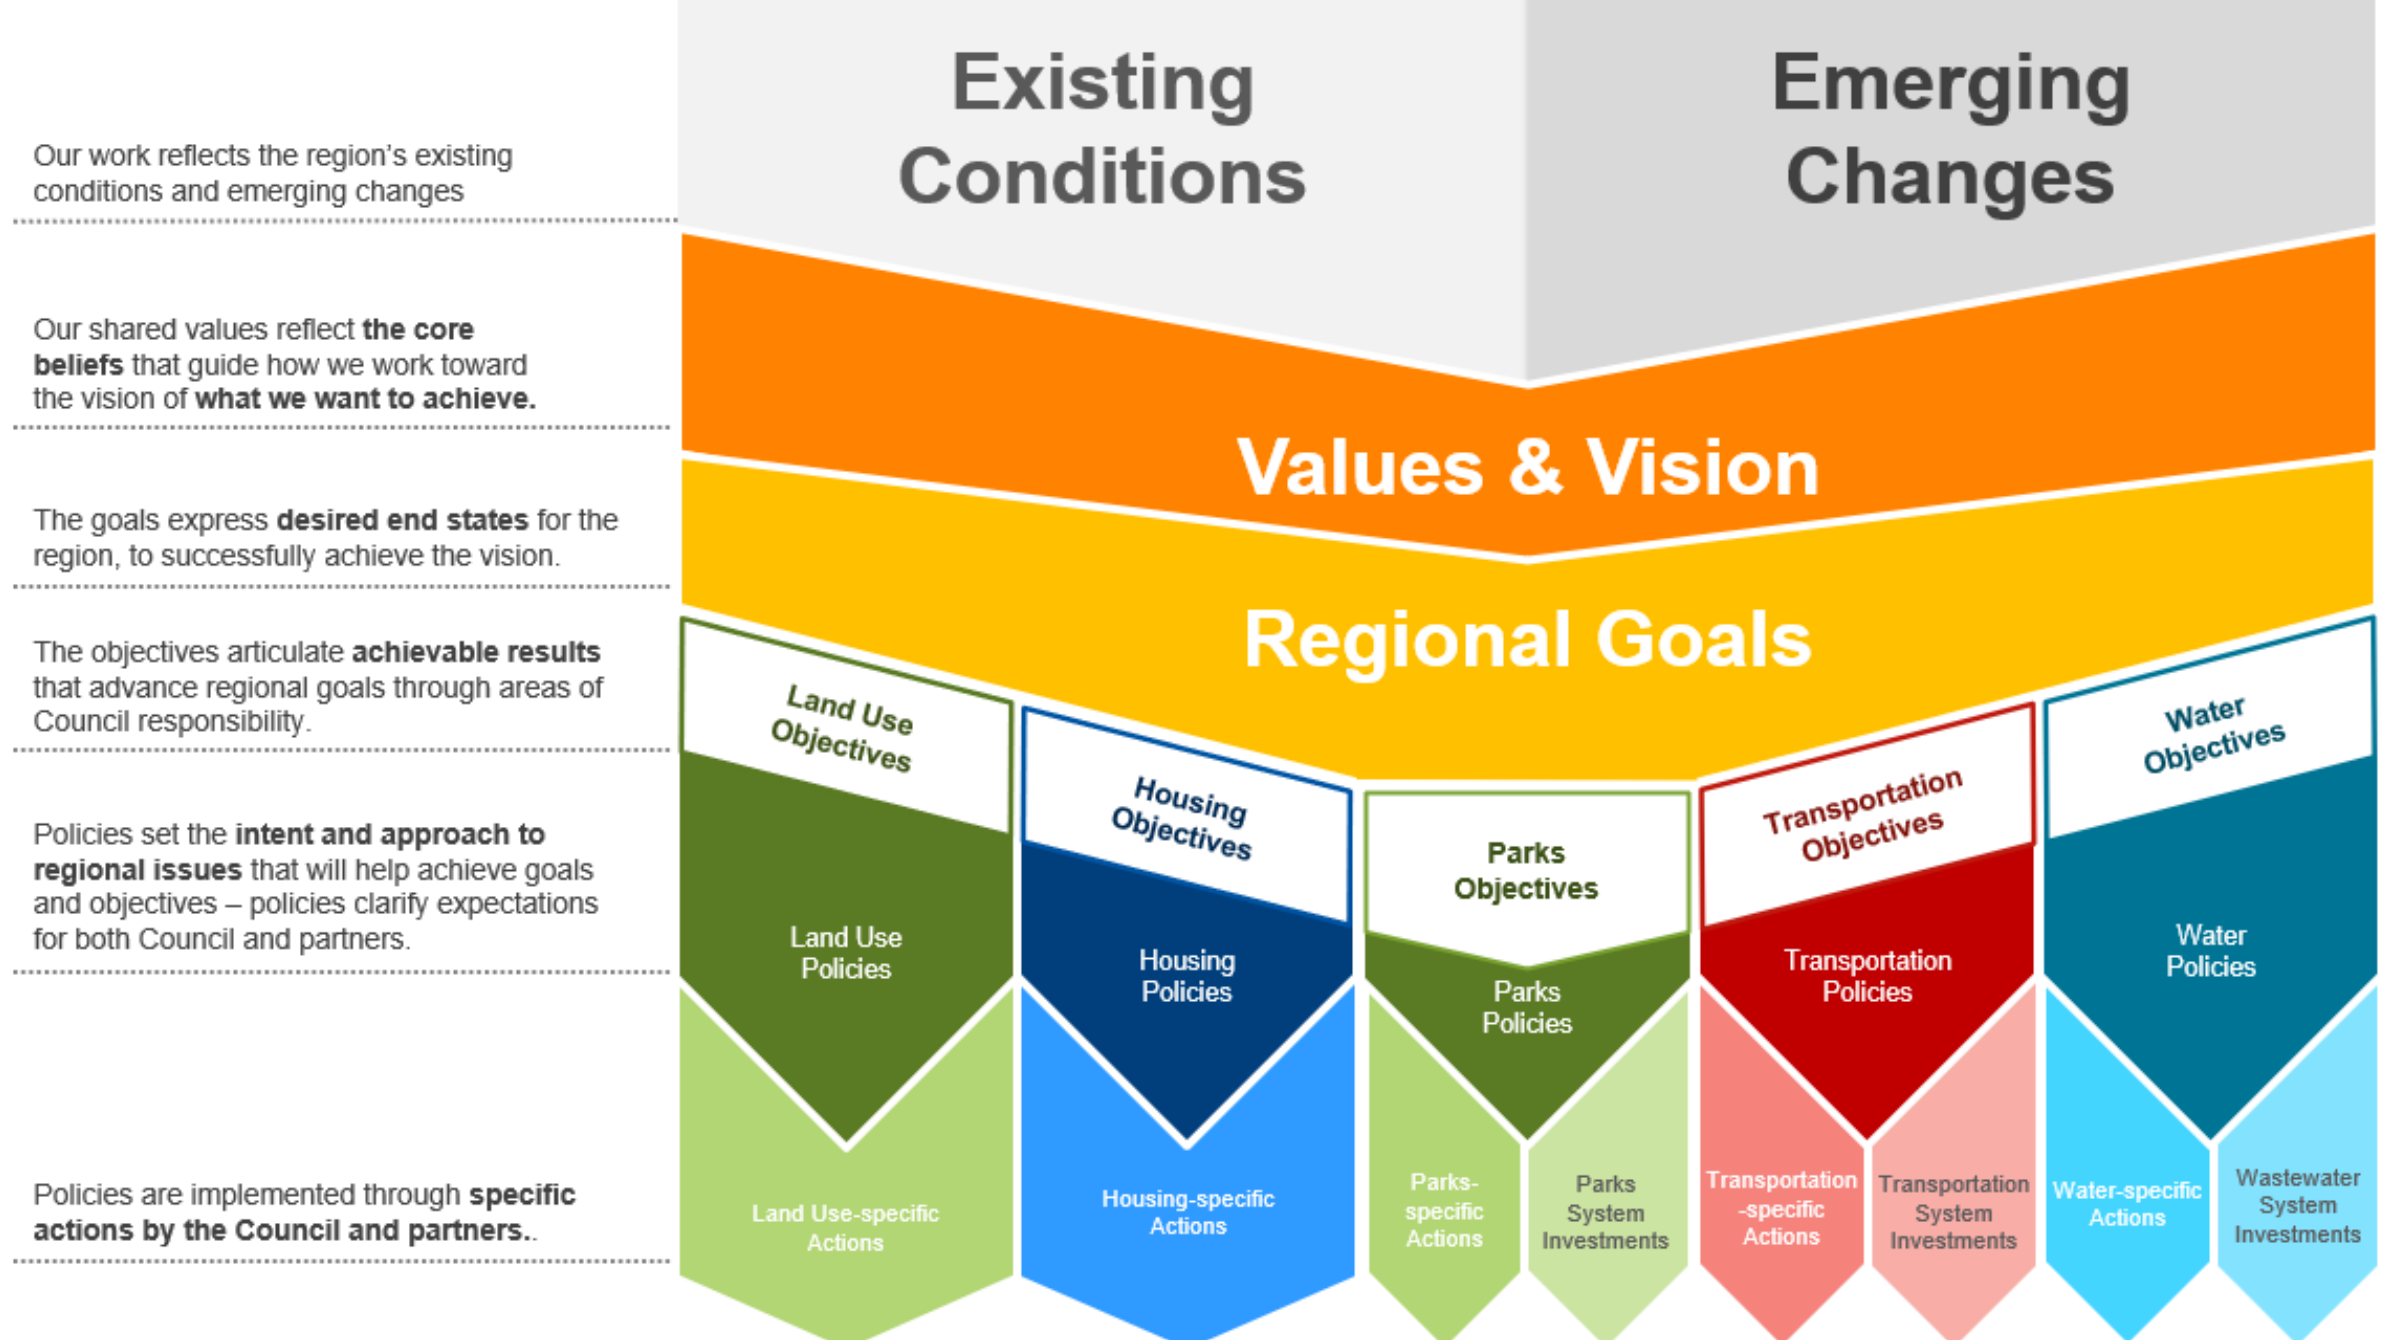 Existing
Conditions
Emerging
Changes
Our work reflects the region’s existing
conditions and emerging changes
Our shared values reflect the core
beliefs that guide how we work toward
the vision of what we want to achieve.
Values & Vision
The goals express desired end states for the
region, to successfully achieve the vision.
Regional Goals
The objectives articulate achievable results
that advance regional goals through areas of
Council responsibility.
Land Use
Objectives
Housing
Objectives
Parks
Objectives
Transportation
Objectives
Water
Objectives
Policies set the intent and approach to
regional issues that will help achieve goals
and objectives – policies clarify expectations
for both Council and partners.
Land Use
Policies
Housing
Policies
Parks
Policies
Transportation
Policies
Water
Policies
Policies are implemented through specific
actions by the Council and partners..
Land Use-specific
Actions
Housing-specific
Actions
Parks-
specific
Actions
Parks
System
Investments
Transportation
-specific
Actions
Transportation
System
Investments
Water-specific
Actions
Wastewater
System
Investments